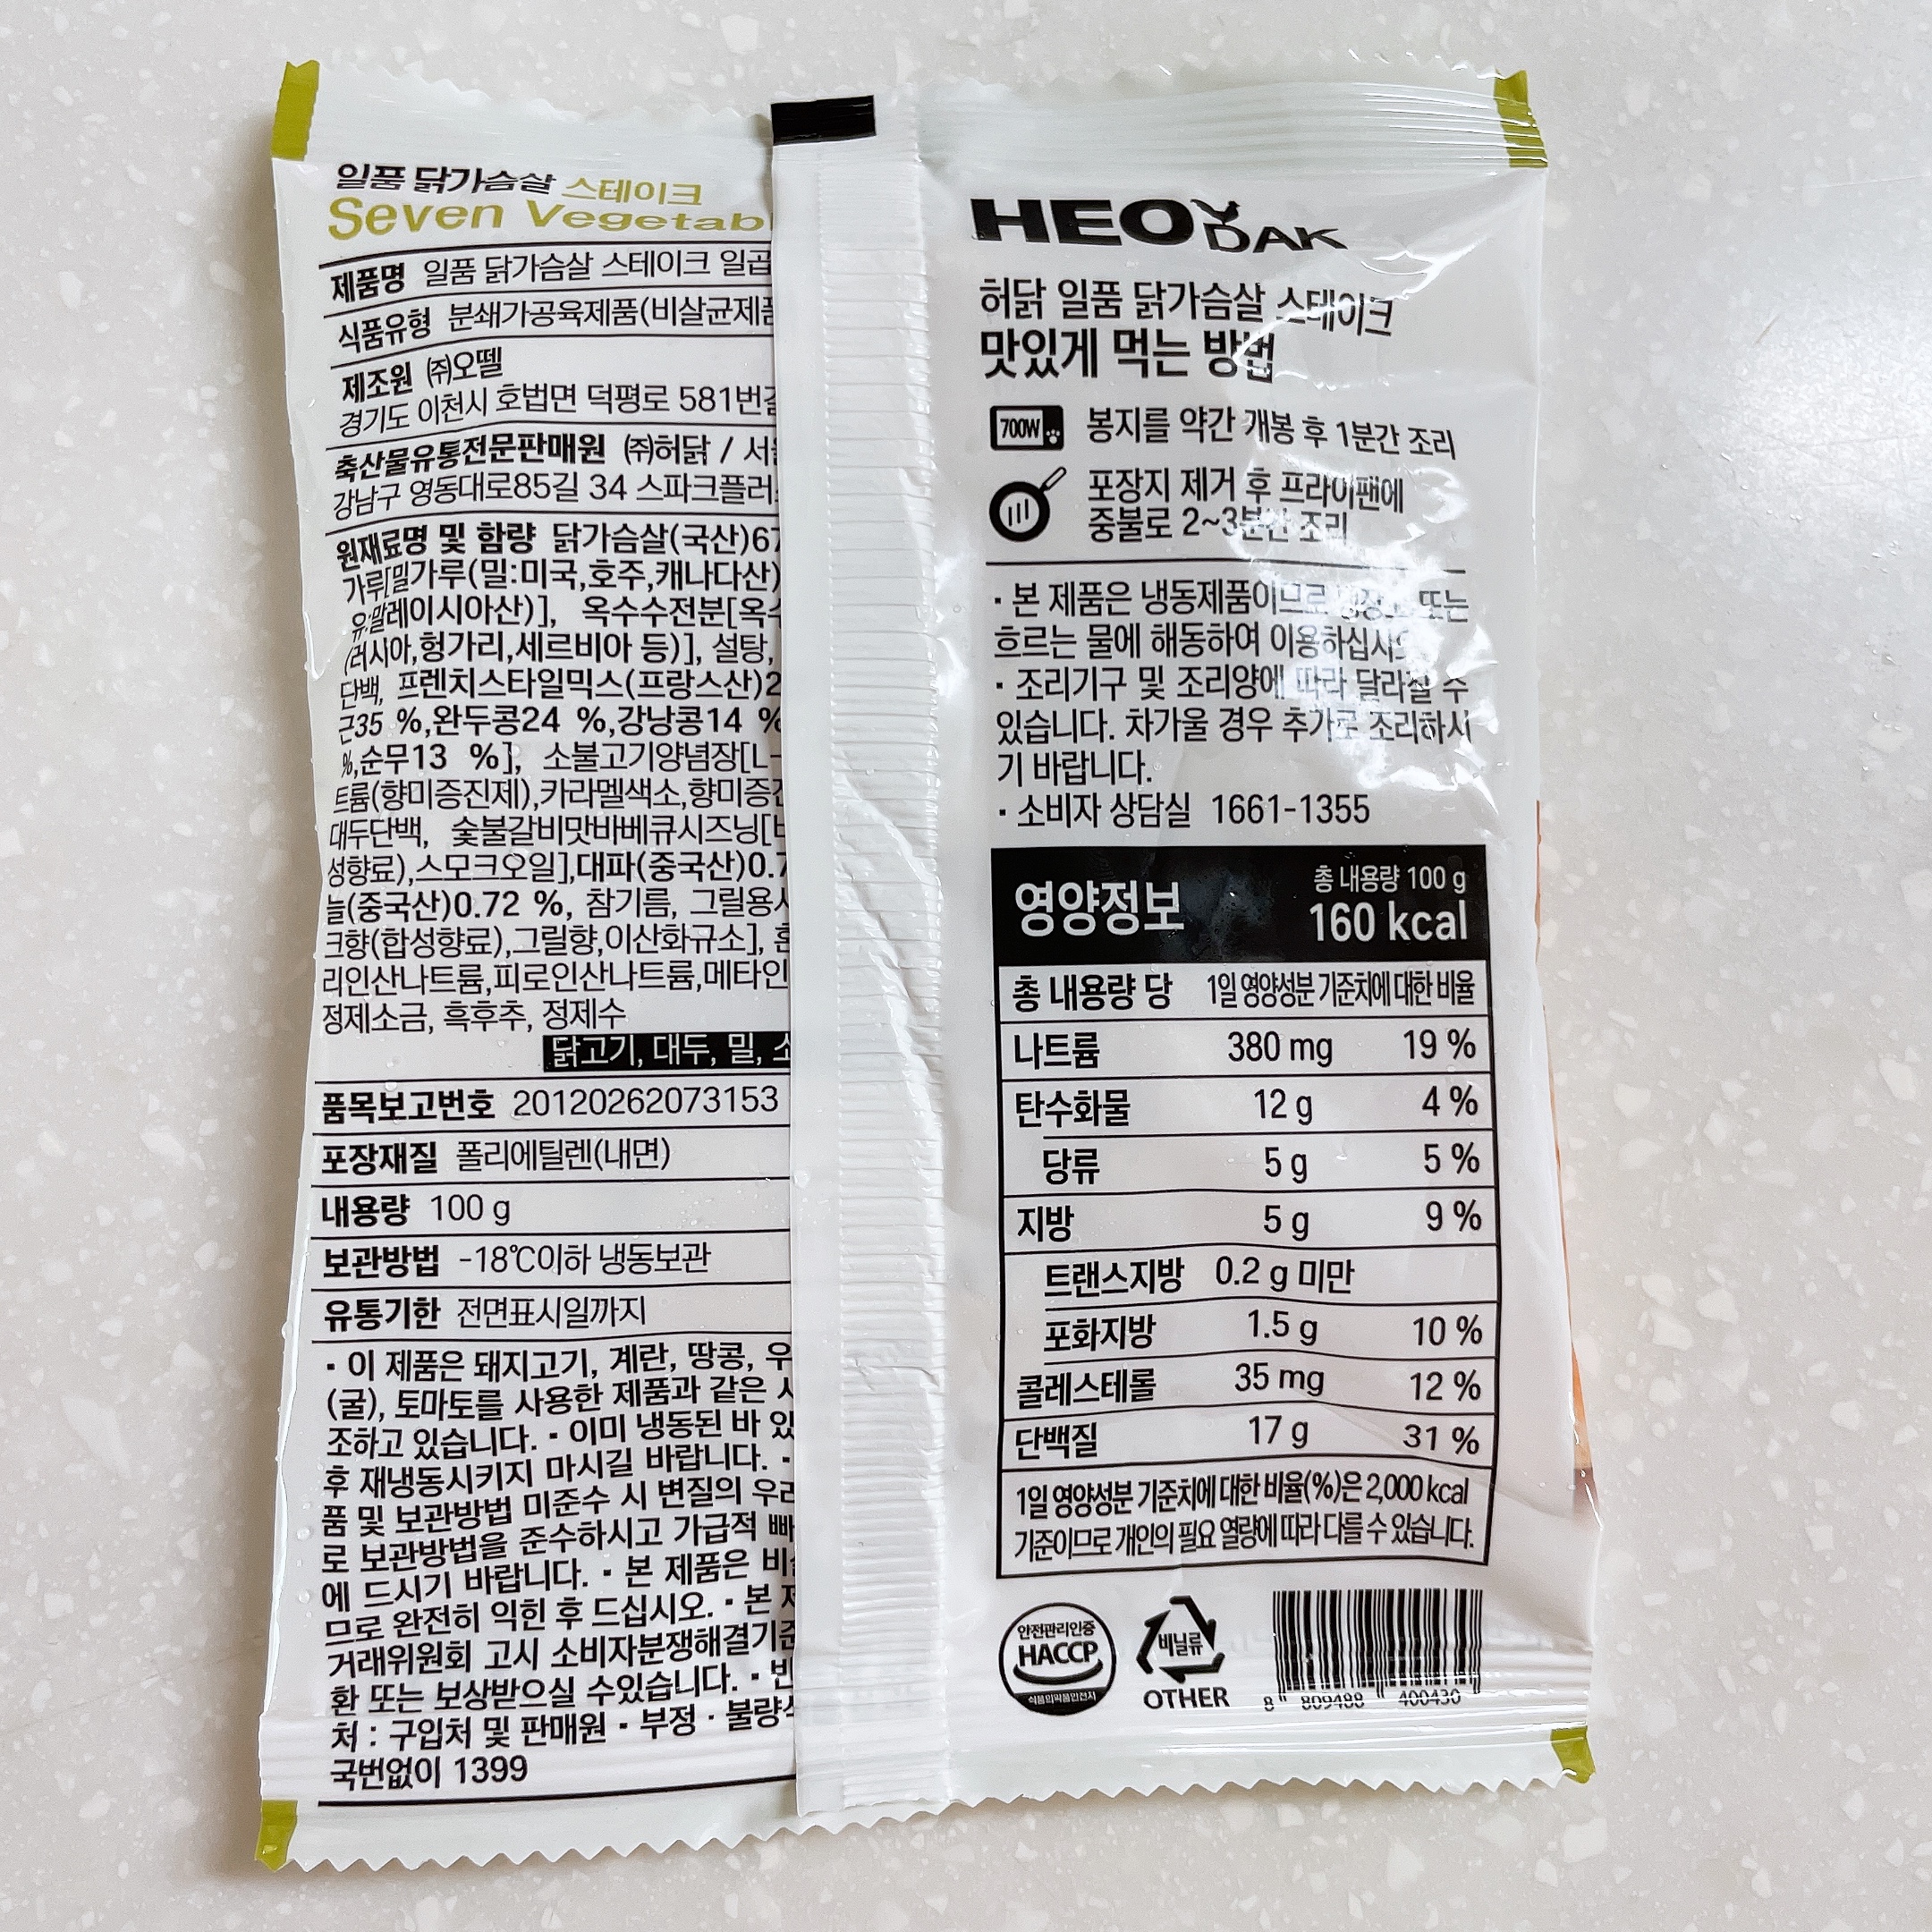 일품 닭가슴살 스테이크
Seven Vegetab
제품명 일품 닭가슴살 스테이크 일곱
식품유형 분쇄가공육제품(비살균제품
제조원 ㈜오뗄
경기도 이천시 호법면 덕평로 581번길
축산물유통전문판매원 ㈜허닭 / 서울
강남구 영동대로85길 34 스파크플러스
원재료명 및 함량 닭가슴살(국산)67
가루[밀가루(밀:미국,호주,캐나다산)
유:말레이시아산)], 옥수수전분[옥수
(러시아,헝가리,세르비아 등)], 설탕,
단백, 프렌치스타일믹스(프랑스산)2
근35 %,완두콩24 %,강낭콩14 %
%,순무13 %], 소불고기양념장[L-
트륨(향미증진제),카라멜색소,향미증진
대두단백, 숯불갈비맛바베큐시즈닝[
성향료),스모크오일],대파(중국산)0.7
늘(중국산)0.72 %, 참기름, 그릴용
크향(합성향료),그릴향,이산화규소],
리인산나트륨,피로인산나트륨,메타인
정제소금, 흑후추, 정제수
닭고기, 대두, 밀,
품목보고번호 20120262073153
포장재질 폴리에틸렌(내면)
내용량 100 g
보관방법 -18℃이하 냉동보관
유통기한 전면표시일까지
▪ 이 제품은 돼지고기, 계란, 땅콩, 우
(굴), 토마토를 사용한 제품과 같은
조하고 있습니다. ▪ 이미 냉동된 바 있
후 재냉동시키지 마시길 바랍니다. ▪
품 및 보관방법 미준수 시 변질의 우려
로 보관방법을 준수하시고 가급적 빠
에 드시기 바랍니다. ▪ 본 제품은 비살
므로 완전히 익힌 후 드십시오. ▪ 본 제
거래위원회 고시 소비자분쟁해결기준
환 또는 보상받으실 수있습니다. ▪ 반
처 : 구입처 및 판매원 ▪ 부정 · 불량식
국번없이 1399
HEODAK
허닭 일품 닭가슴살 스테이크
맛있게 먹는 방법
700W 봉지를 약간 개봉 후 1분간 조리
포장지 제거 후 프라이팬에
중불로 2~3분간 조리
▪ 본 제품은 냉동제품이므로 냉장고 또는
흐르는 물에 해동하여 이용하십시오
▪ 조리기구 및 조리양에 따라 달라질 수
있습니다. 차가울 경우 추가로 조리하시
기 바랍니다.
▪ 소비자 상담실 1661-1355
영양정보 총 내용량 100 g
160 kcal
총 내용량 당 1일 영양성분 기준치에 대한 비율
나트륨 380 mg 19 %
탄수화물 12 g 4 %
당류 5 g 5 %
지방 5 g 9 %
트랜스지방 0.2 g 미만
포화지방 1.5 g 10 %
콜레스테롤 35 mg 12 %
단백질 17 g 31 %
1일 영양성분 기준치에 대한 비율(%)은 2,000 kcal
기준이므로 개인의 필요 열량에 따라 다를 수 있습니다.
안전관리인증
HACCP
식품의약품안전처
비닐류
OTHER
8 809488 400430